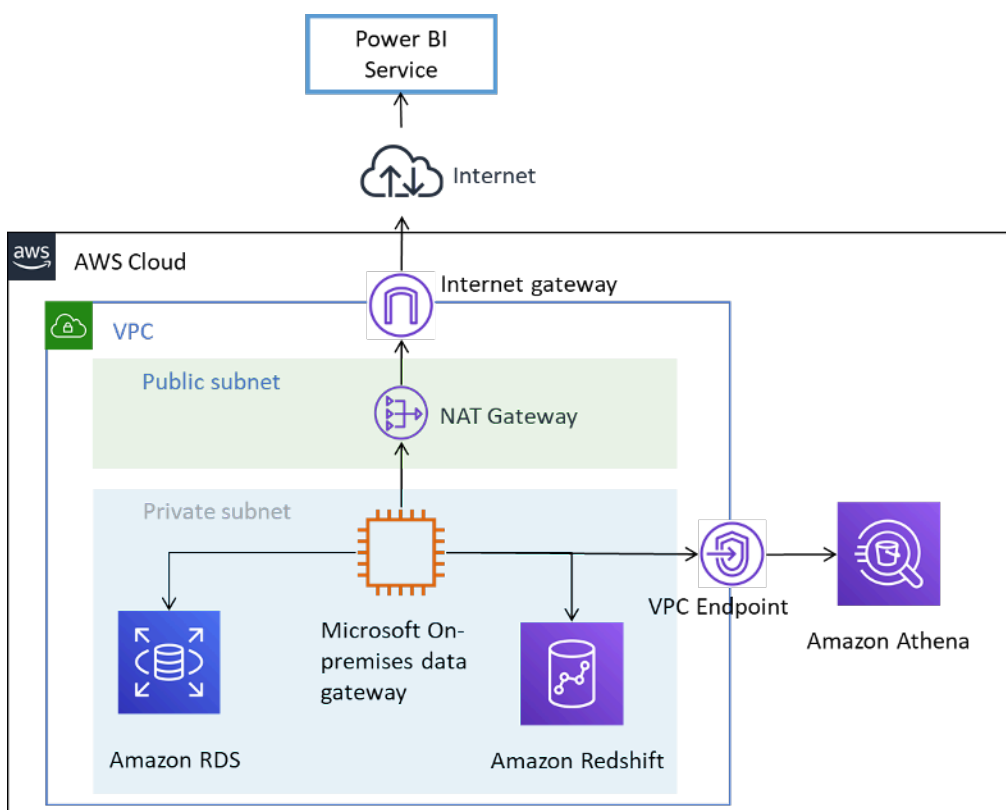 Power BI
Service
Internet
aws
AWS Cloud
Internet gateway
VPC
Public subnet
NAT Gateway
Private subnet
VPC Endpoint
Microsoft On-
premises data
gateway
Amazon Athena
Amazon RDS
Amazon Redshift